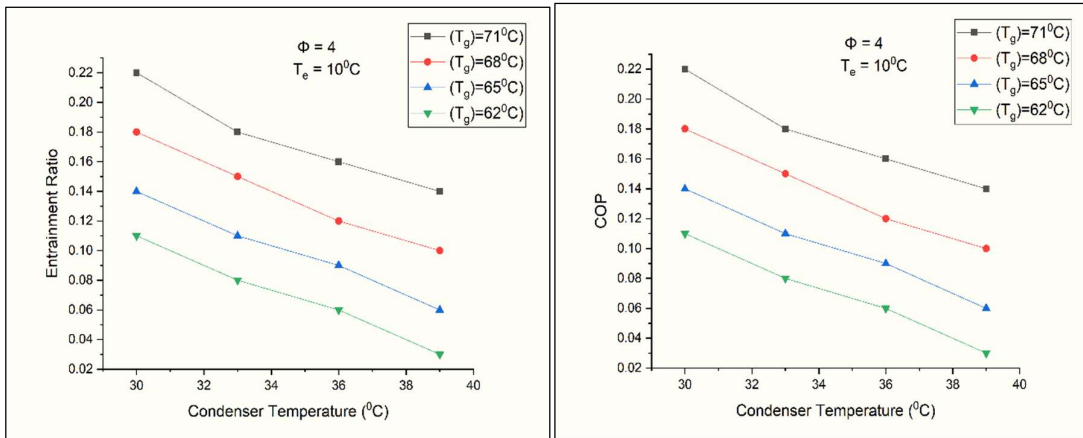 Φ = 4
T_e = 10⁰C
(T_g)=71⁰C)
(T_g)=68⁰C)
(T_g)=65⁰C)
(T_g)=62⁰C)
0.22
0.20
0.18
0.16
0.14
0.12
0.10
0.08
0.06
0.04
0.02
Entrainment Ratio
30 32 34 36 38 40
Condenser Temperature (⁰C)
Φ = 4
T_e = 10⁰C
(T_g)=71⁰C)
(T_g)=68⁰C)
(T_g)=65⁰C)
(T_g)=62⁰C)
0.22
0.20
0.18
0.16
0.14
0.12
0.10
0.08
0.06
0.04
0.02
COP
30 32 34 36 38 40
Condenser Temperature (⁰C)